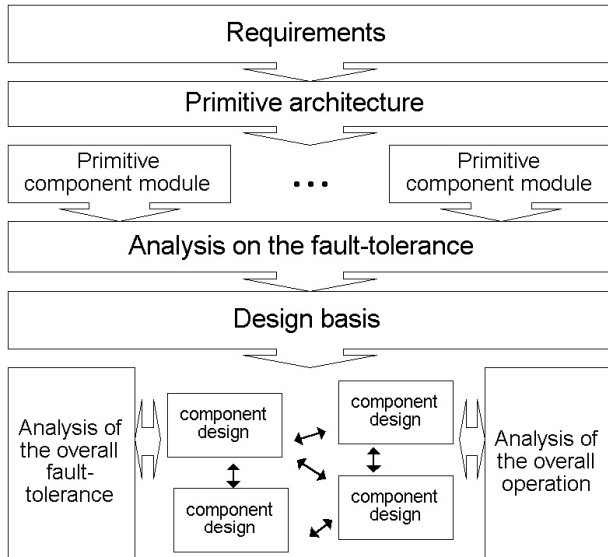 Requirements
Primitive architecture
Primitive
component module
...
Primitive
component module
Analysis on the fault-tolerance
Design basis
Analysis of
the overall
fault-
tolerance
component
design
component
design
component
design
component
design
Analysis of
the overall
operation